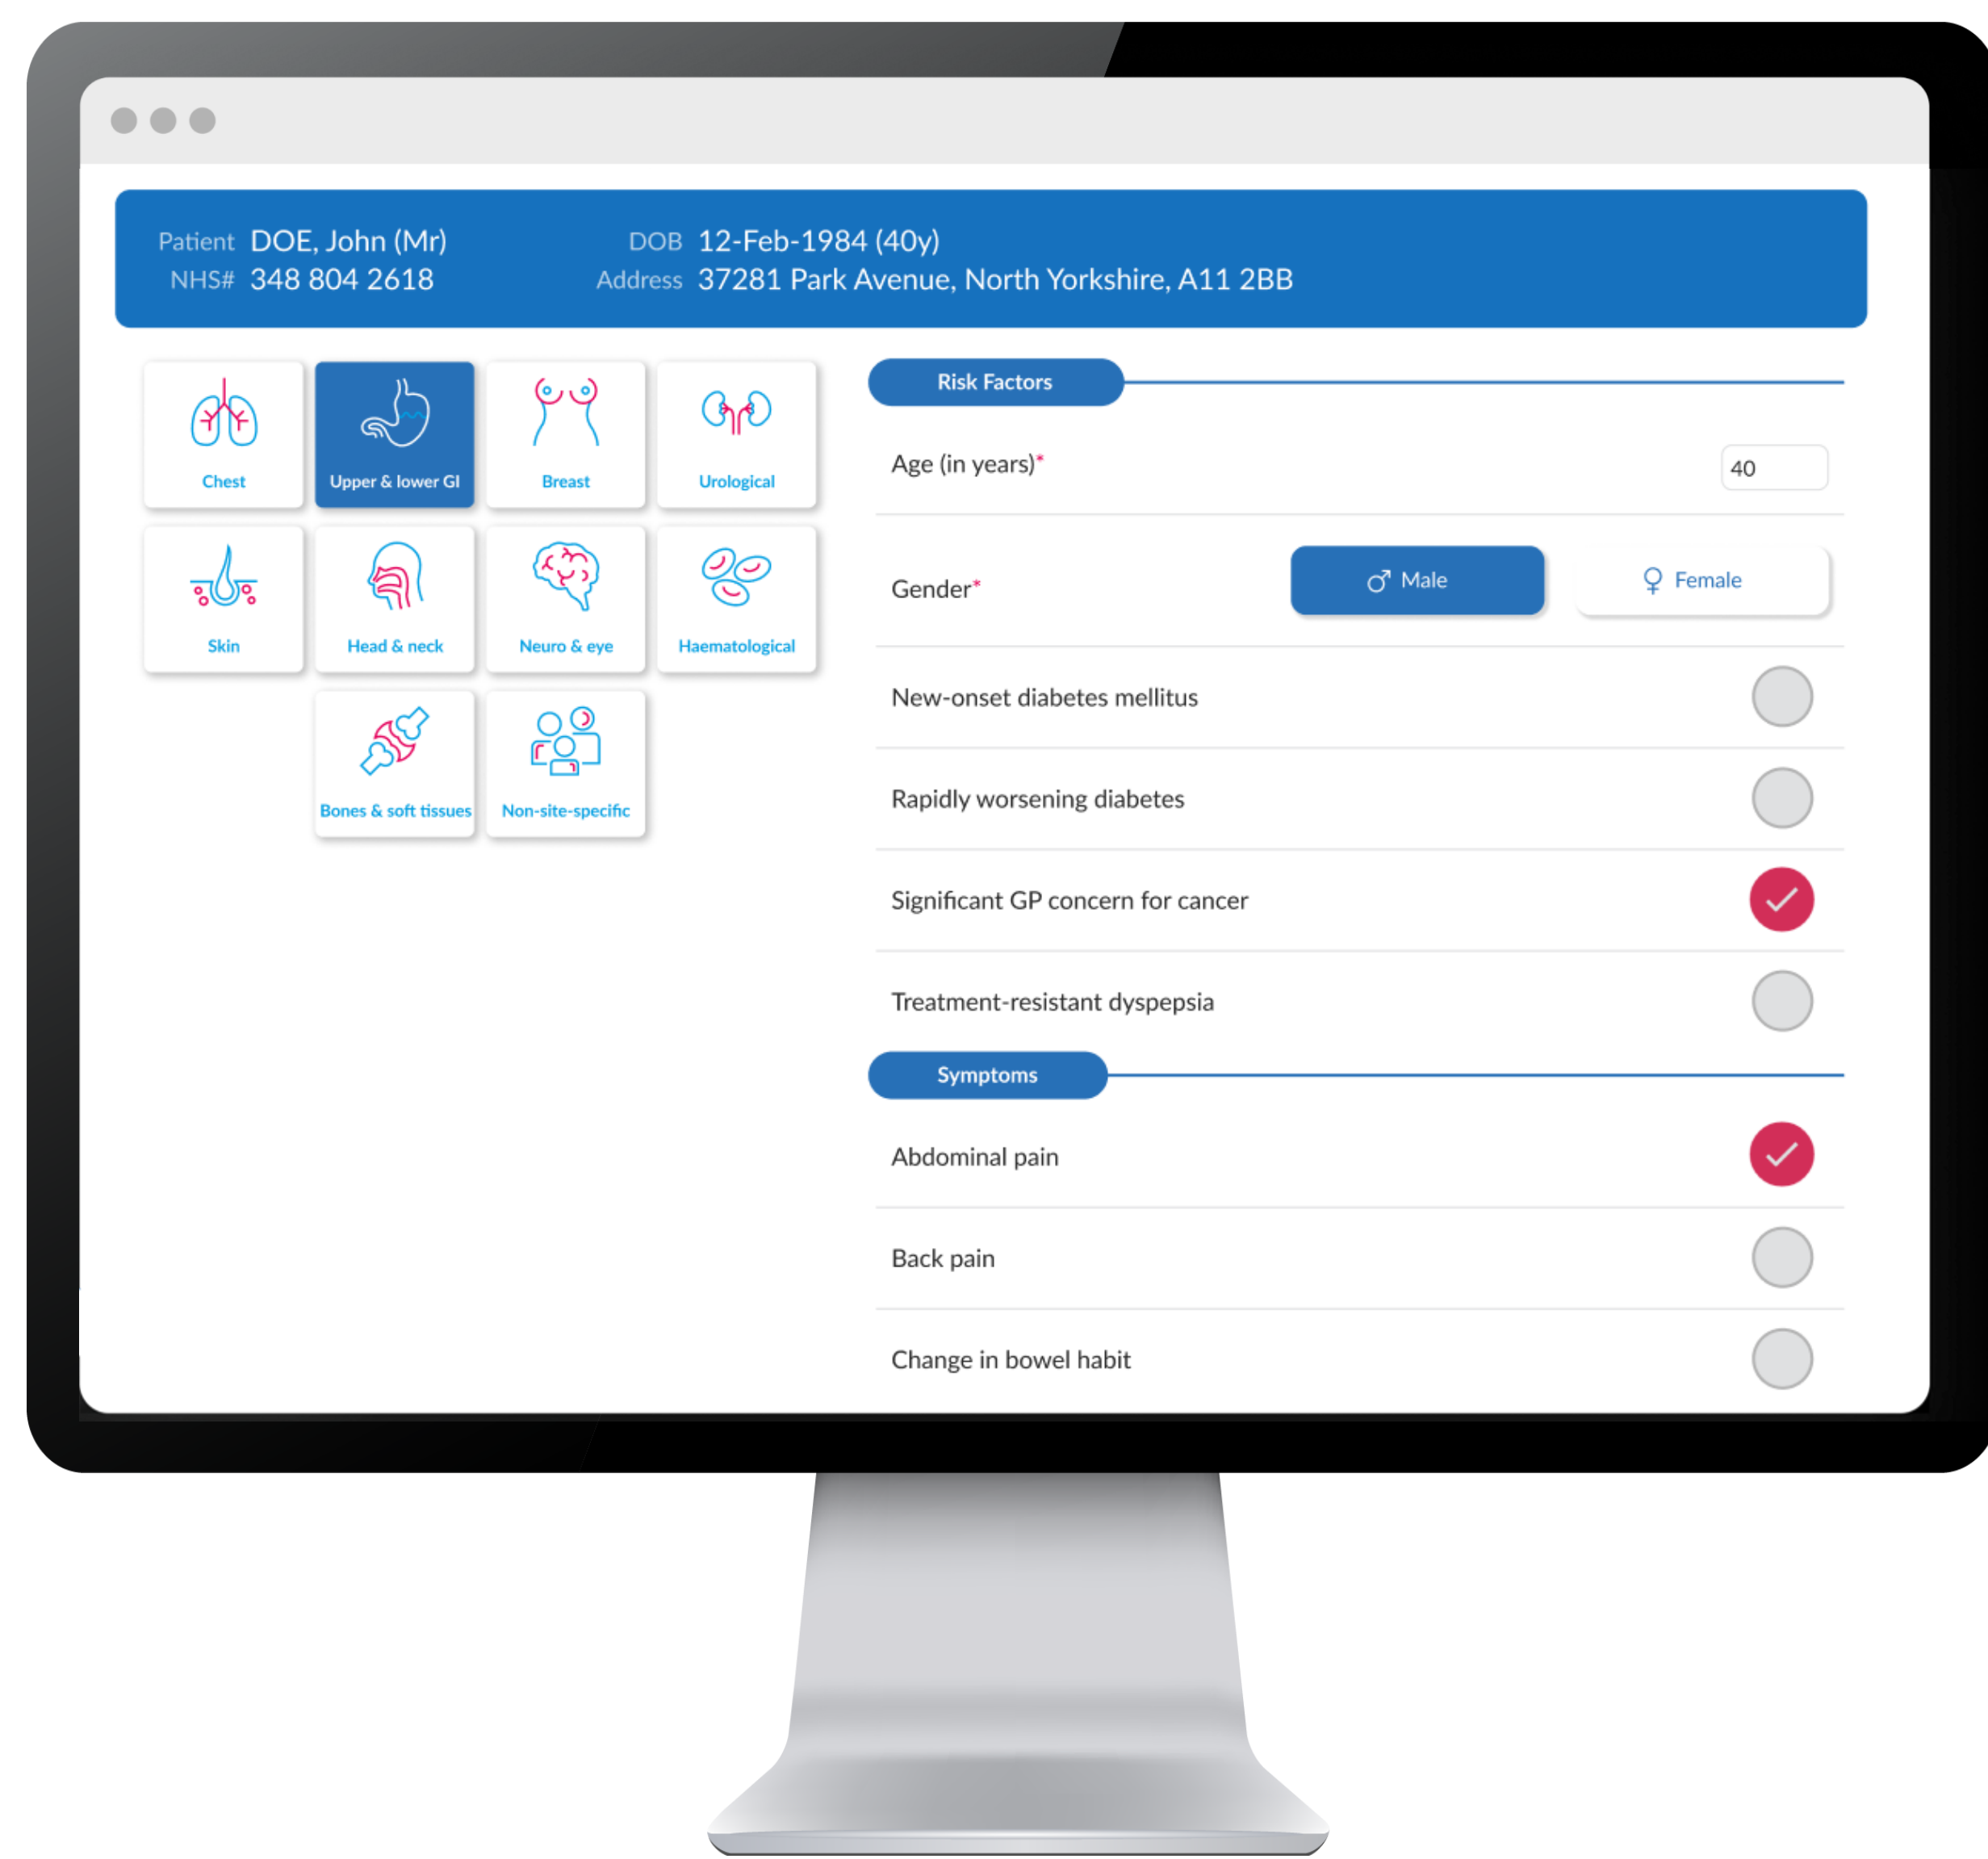 Patient DOE, John (Mr) DOB 12-Feb-1984 (40y)
NHS# 348 804 2618 Address 37281 Park Avenue, North Yorkshire, A11 2BB
Chest
Upper & lower GI
Breast
Urological
Skin
Head & neck
Neuro & eye
Haematological
Bones & soft tissues
Non-site-specific
Risk Factors
Age (in years)* 40
Gender* ♂ Male ♀ Female
New-onset diabetes mellitus
Rapidly worsening diabetes
Significant GP concern for cancer
Treatment-resistant dyspepsia
Symptoms
Abdominal pain
Back pain
Change in bowel habit